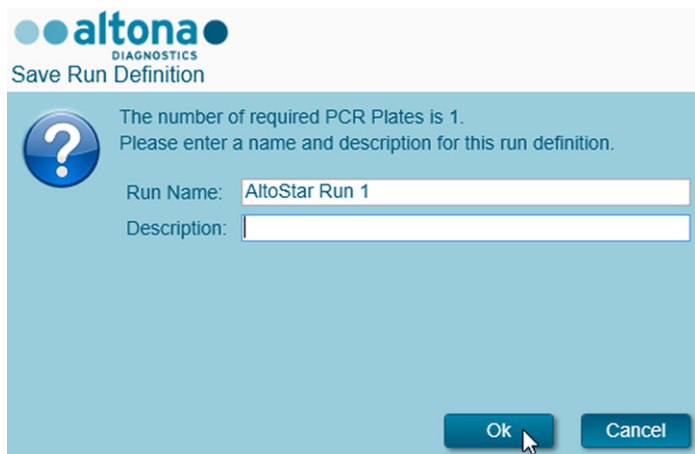 altona
DIAGNOSTICS
Save Run Definition
The number of required PCR Plates is 1.
Please enter a name and description for this run definition.
Run Name: AltoStar Run 1
Description:
Ok Cancel